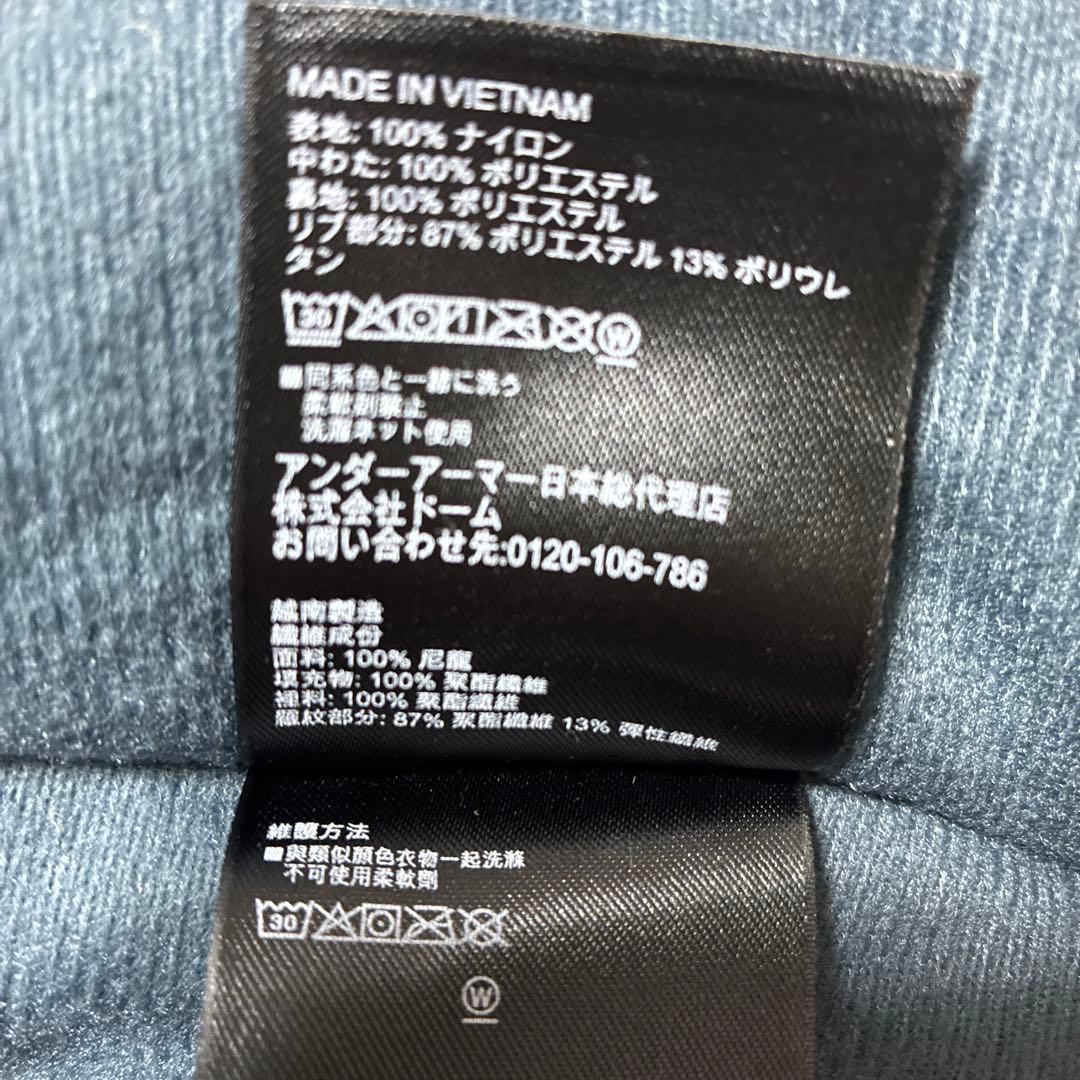 MADE IN VIETNAM
表地: 100% ナイロン
中わた: 100% ポリエステル
裏地: 100% ポリエステル
リブ部分: 87% ポリエステル 13% ポリウレ
タン
30
W
■同系色と一緒に洗う
柔軟剤禁止
洗濯ネット使用
アンダーアーマー日本総代理店
株式会社ドーム
お問い合わせ先:0120-106-786
越南製造
纖維成份
面料: 100% 尼龍
填充物: 100% 聚酯纖維
裡料: 100% 聚酯纖維
羅紋部分: 87% 聚酯纖維 13% 彈性纖維
維護方法
■與類似顏色衣物一起洗滌
不可使用柔軟劑
30
W